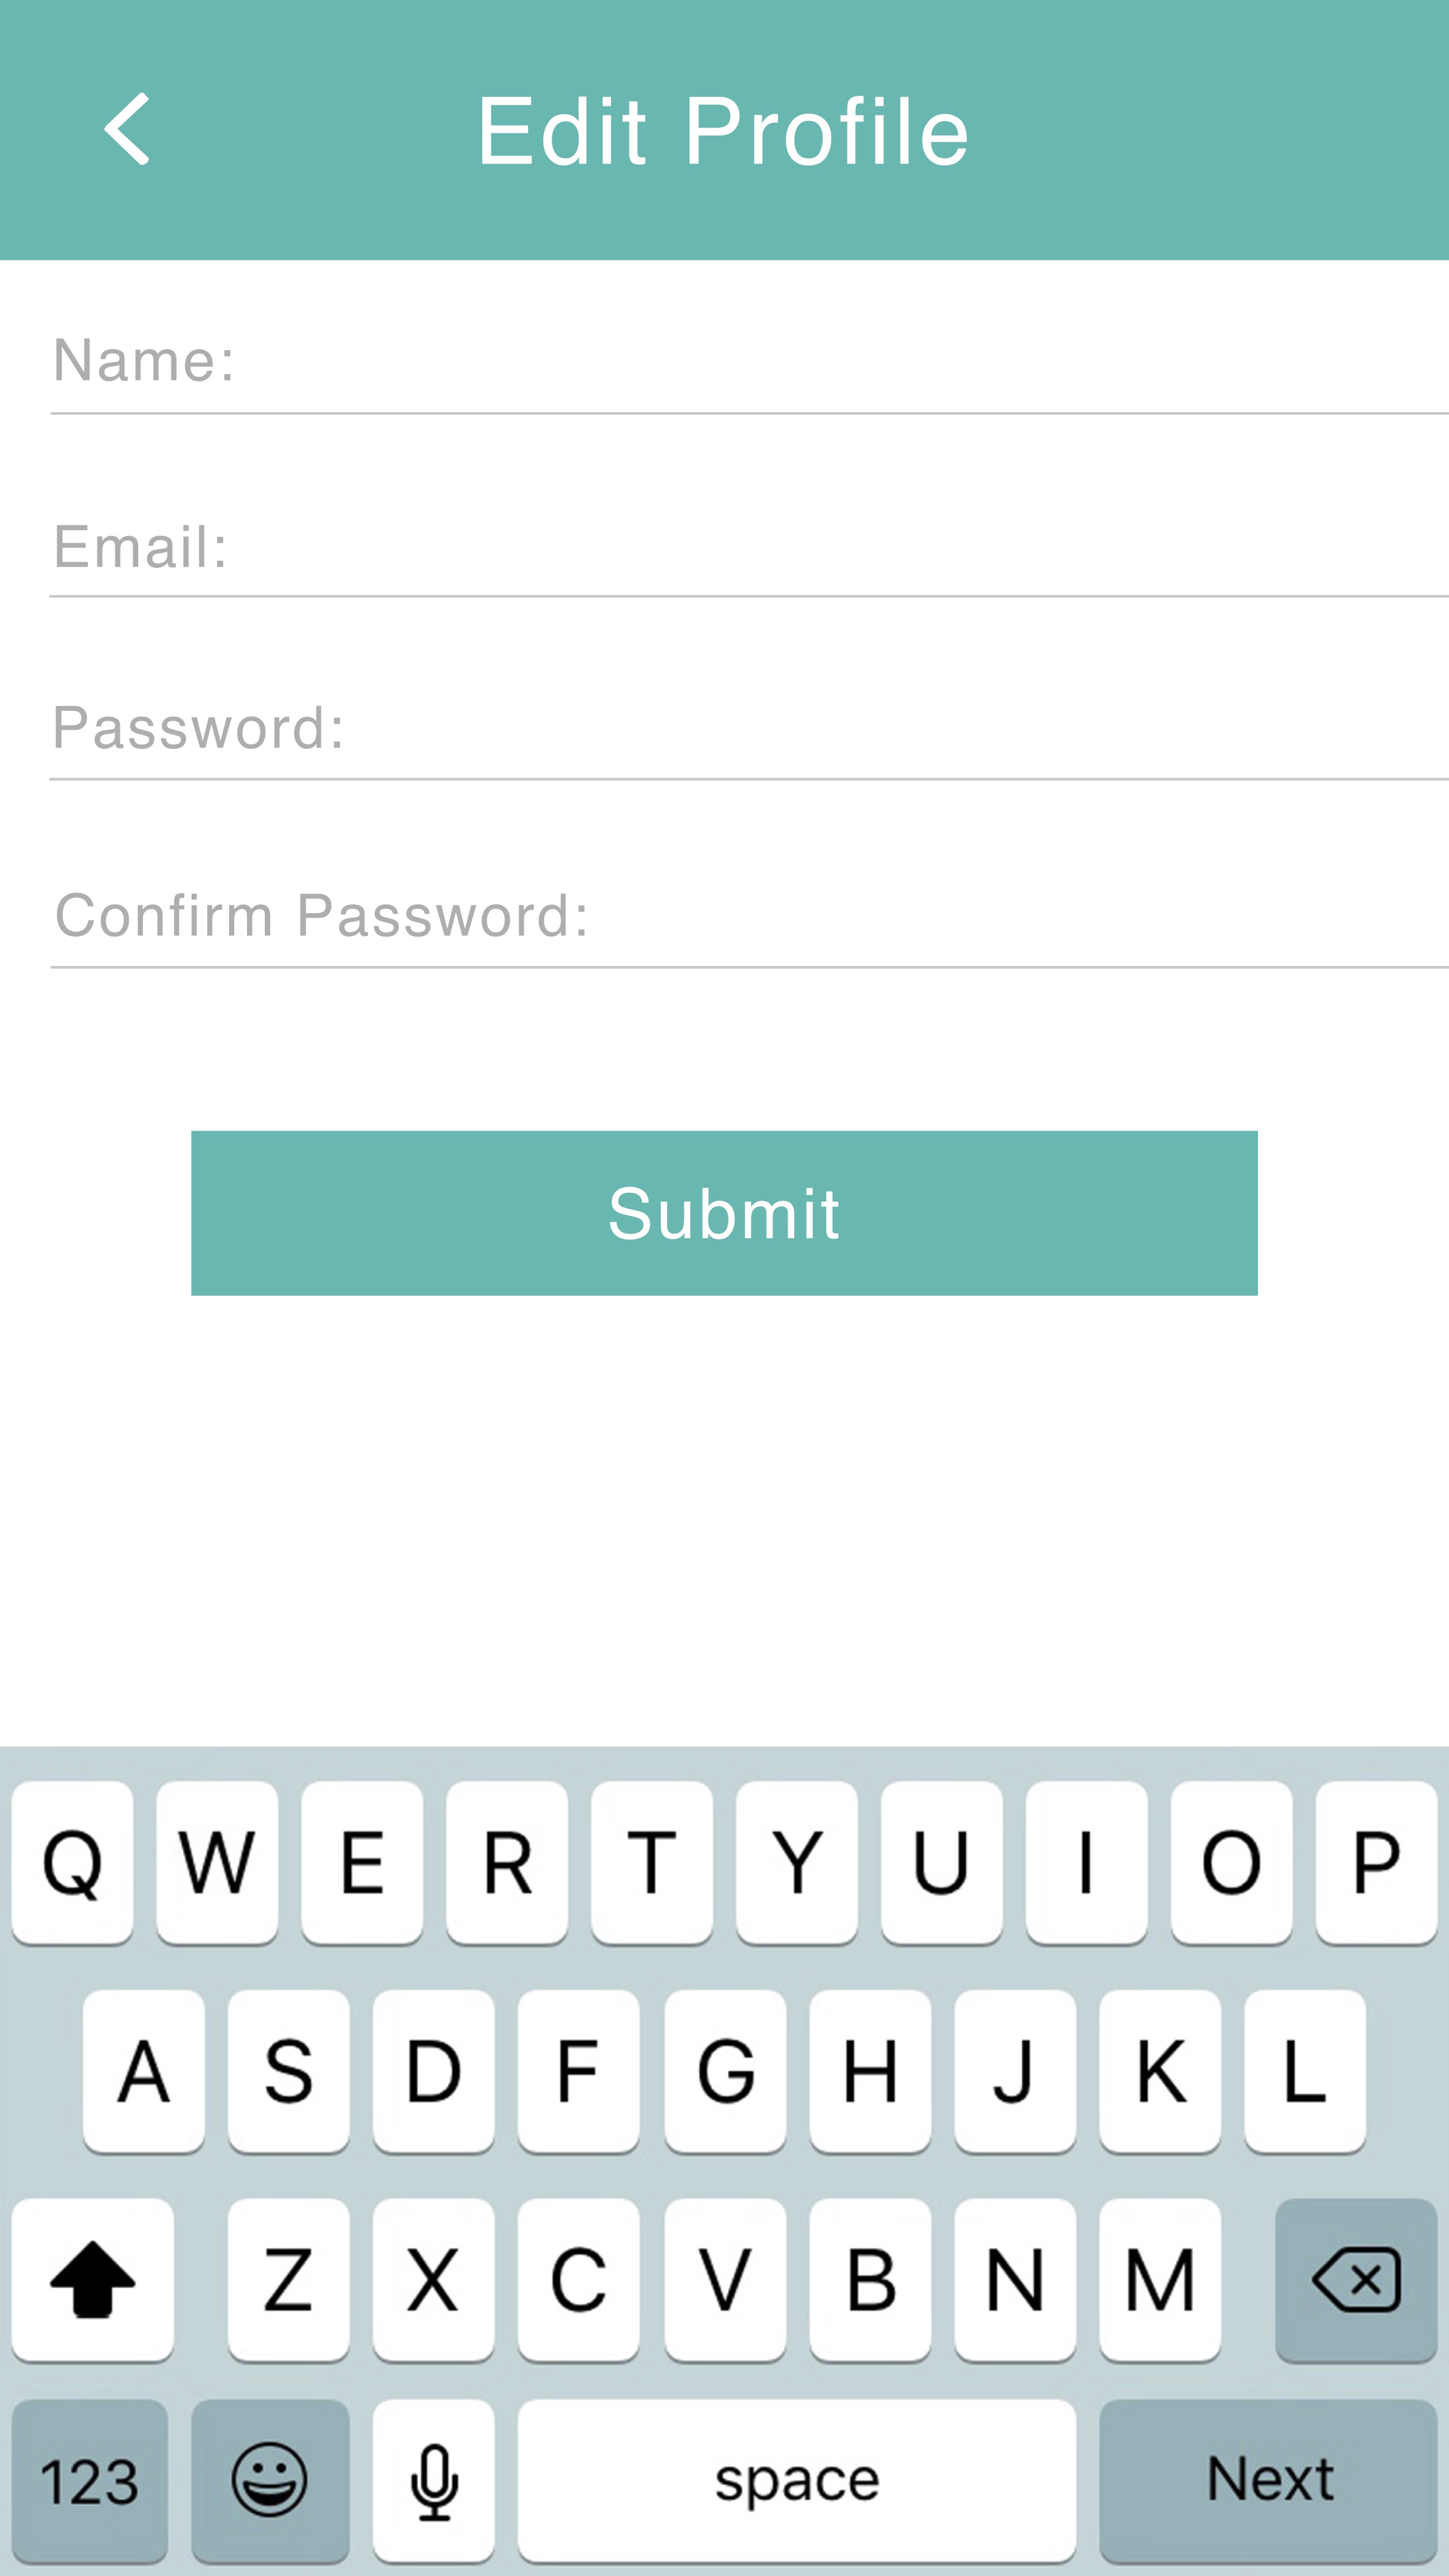 Edit Profile
Name:
Email:
Password:
Confirm Password:
Submit
Q W E R T Y U I O P
A S D F G H J K L
Z X C V B N M
123 space Next